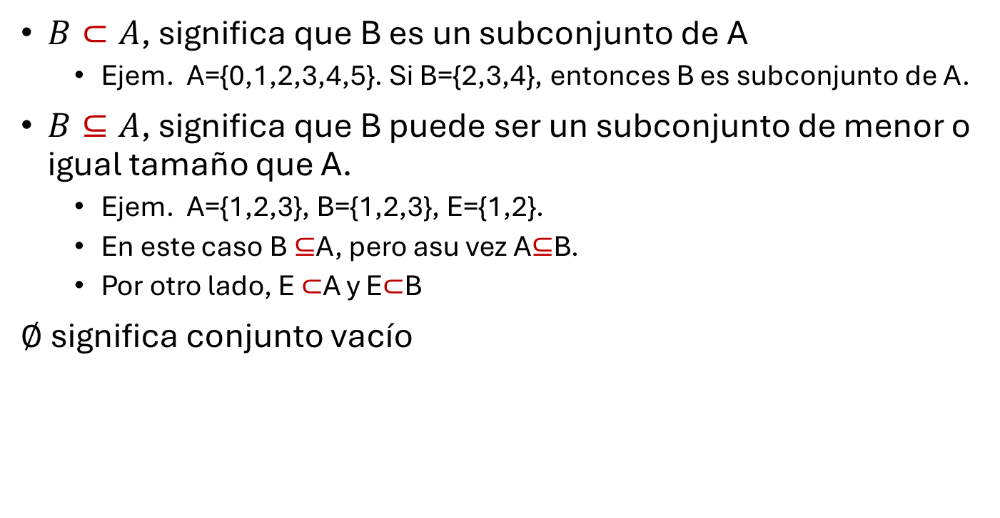 • B ⊂ A, significa que B es un subconjunto de A
• Ejem. A={0,1,2,3,4,5}. Si B={2,3,4}, entonces B es subconjunto de A.
• B ⊆ A, significa que B puede ser un subconjunto de menor o
igual tamaño que A.
• Ejem. A={1,2,3}, B={1,2,3}, E={1,2}.
• En este caso B ⊆A, pero asu vez A⊆B.
• Por otro lado, E ⊂A y E⊂B
∅ significa conjunto vacío